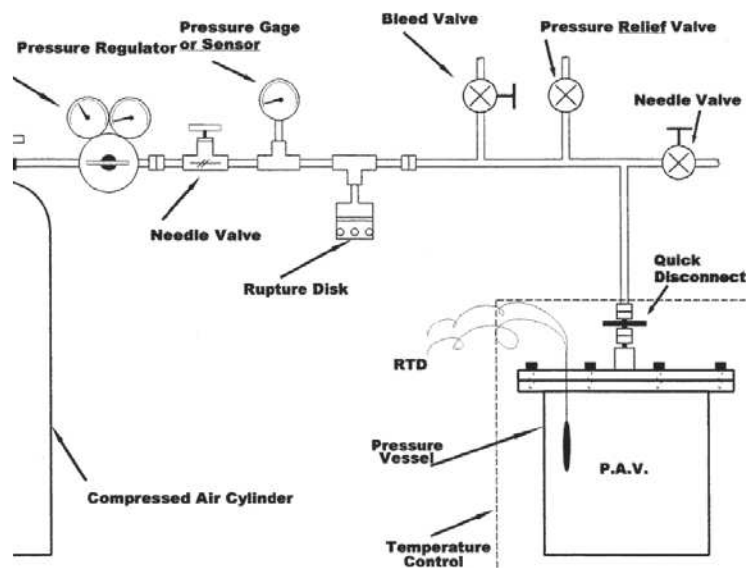 Pressure Regulator
Pressure Gage
or Sensor
Bleed Valve
Pressure Relief Valve
Needle Valve
Needle Valve
Rupture Disk
Quick
Disconnect
RTD
Pressure
Vessel
P.A.V.
Compressed Air Cylinder
Temperature
Control